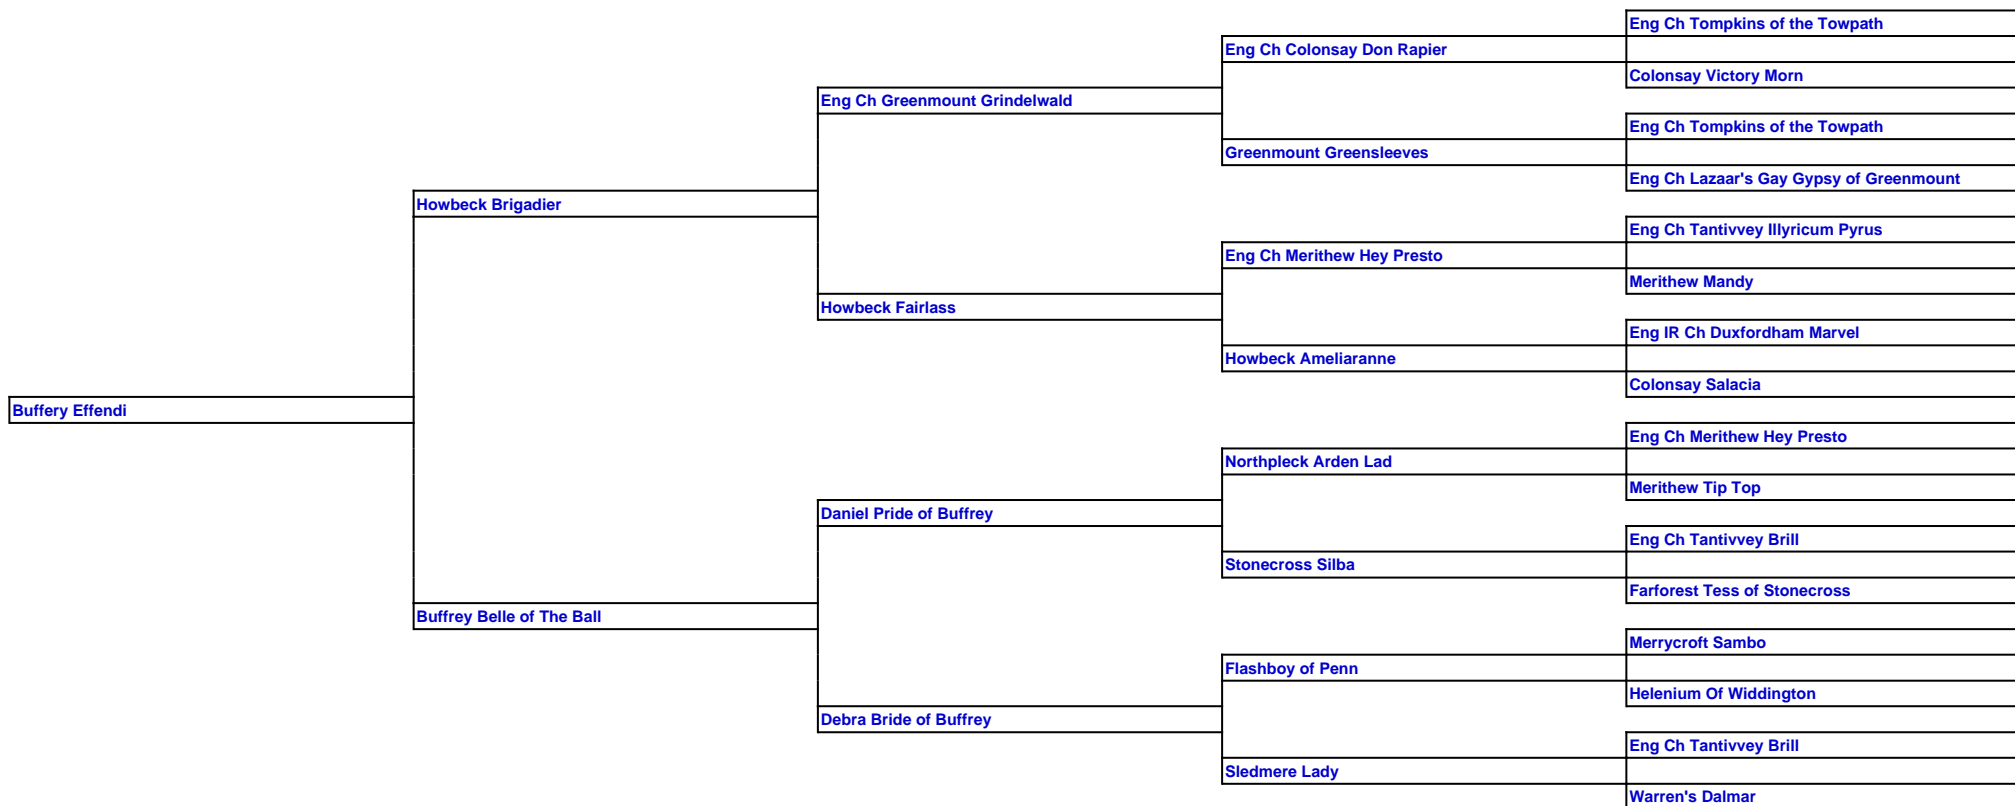 Eng Ch Tompkins of the Towpath
Eng Ch Colonsay Don Rapier
Colonsay Victory Morn
Eng Ch Greenmount Grindelwald
Eng Ch Tompkins of the Towpath
Greenmount Greensleeves
Eng Ch Lazaar's Gay Gypsy of Greenmount
Howbeck Brigadier
Eng Ch Tantivvey Illyricum Pyrus
Eng Ch Merithew Hey Presto
Merithew Mandy
Howbeck Fairlass
Eng IR Ch Duxfordham Marvel
Howbeck Ameliaranne
Colonsay Salacia
Buffery Effendi
Eng Ch Merithew Hey Presto
Northpleck Arden Lad
Merithew Tip Top
Daniel Pride of Buffrey
Eng Ch Tantivvey Brill
Stonecross Silba
Farforest Tess of Stonecross
Buffrey Belle of The Ball
Merrycroft Sambo
Flashboy of Penn
Helenium Of Widdington
Debra Bride of Buffrey
Eng Ch Tantivvey Brill
Sledmere Lady
Warren's Dalmar